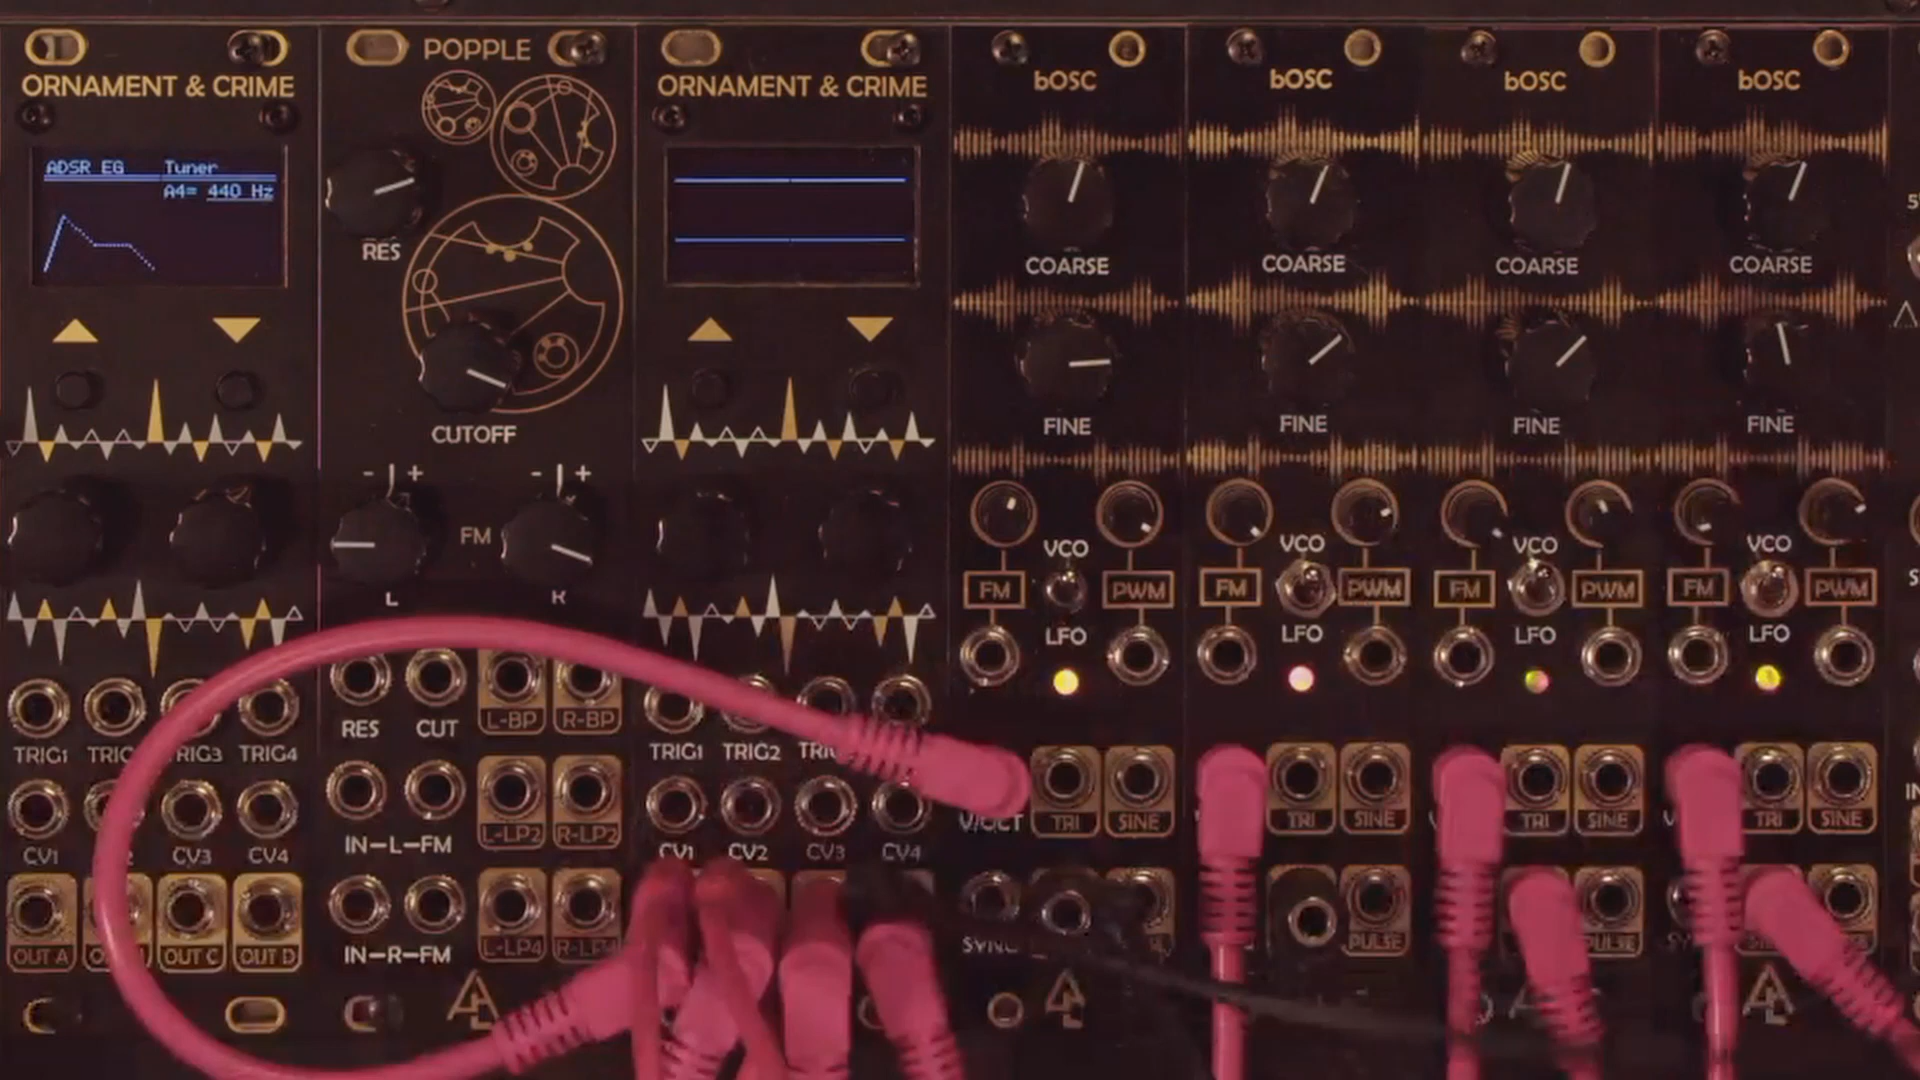 ORNAMENT & CRIME
ADSR EG Tuner
A4= 440 Hz
TRIG1
TRIG3 TRIG4
CV1
CV3 CV4
OUT A
OUT C OUT D
POPPLE
RES
CUTOFF
- | +
- | +
FM
L
RES CUT L-BP R-BP
IN-L-FM L-LP2 R-LP2
IN-R-FM L-LP4 R-LP4
ORNAMENT & CRIME
TRIG1 TRIG2
CV1 CV2 CV3 CV4
bOSC
COARSE
FINE
VCO
FM PWM
LFO
V/OCT TRI SINE
SYNC
bOSC
COARSE
FINE
VCO
FM PWM
LFO
TRI SINE
PULSE
bOSC
COARSE
FINE
VCO
FM PWM
LFO
TRI SINE
PULSE
bOSC
COARSE
FINE
VCO
FM PWM
LFO
TRI SINE